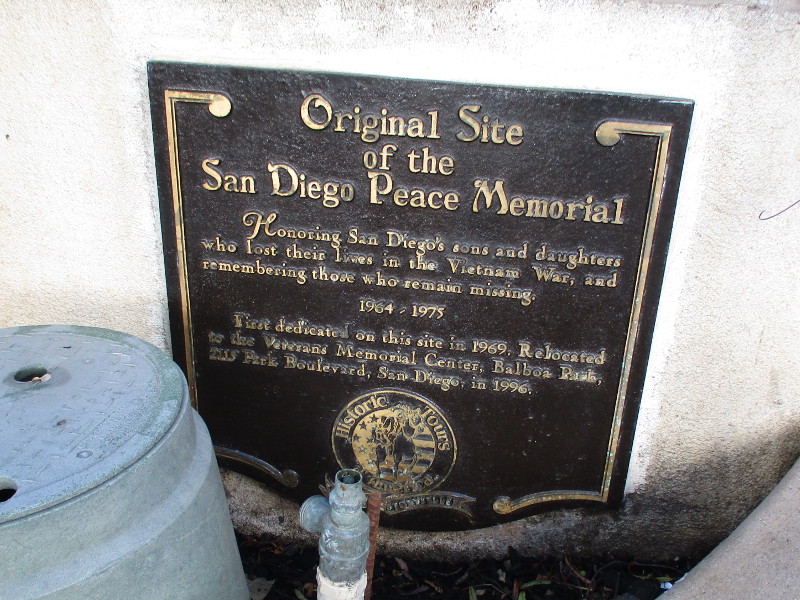 Original Site
of the
San Diego Peace Memorial
Honoring San Diego's sons and daughters
who lost their lives in the Vietnam War, and
remembering those who remain missing.
1964 - 1975
First dedicated on this site in 1969. Relocated
to the Veterans Memorial Center, Balboa Park,
2115 Park Boulevard, San Diego, in 1996.
Historic Tours